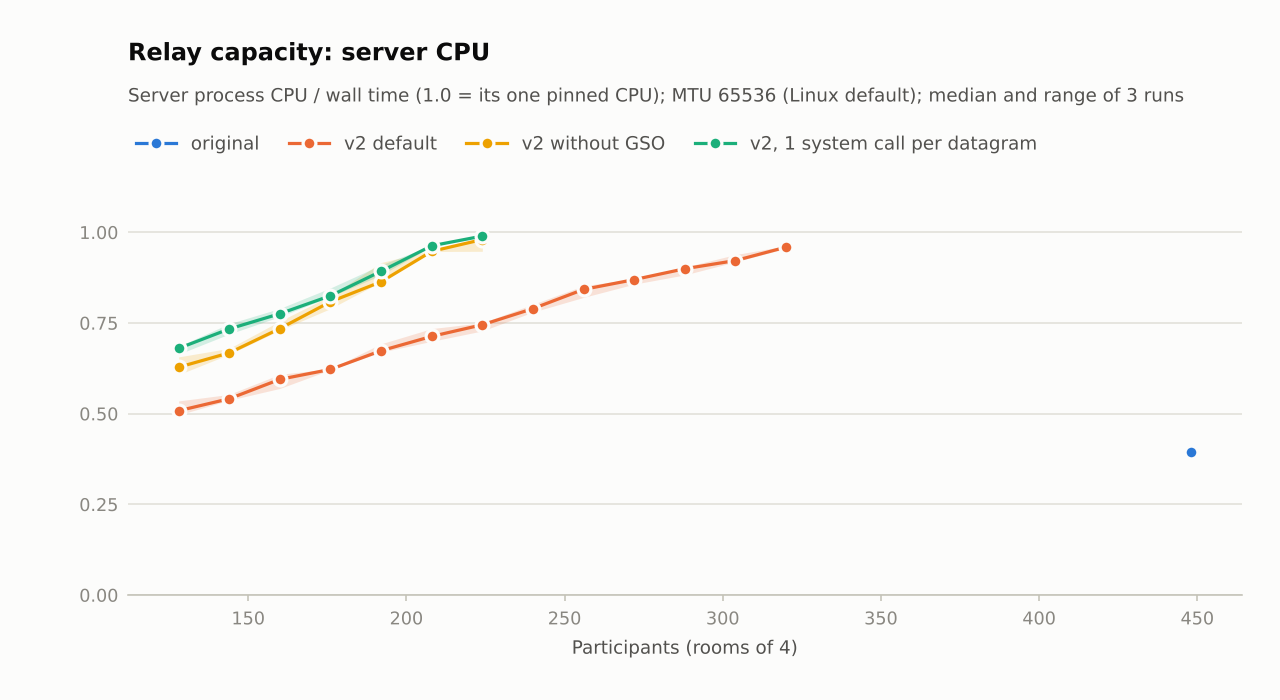 Relay capacity: server CPU
Server process CPU / wall time (1.0 = its one pinned CPU); MTU 65536 (Linux default); median and range of 3 runs
original v2 default v2 without GSO v2, 1 system call per datagram
1.00
0.75
0.50
0.25
0.00
150 200 250 300 350 400 450
Participants (rooms of 4)